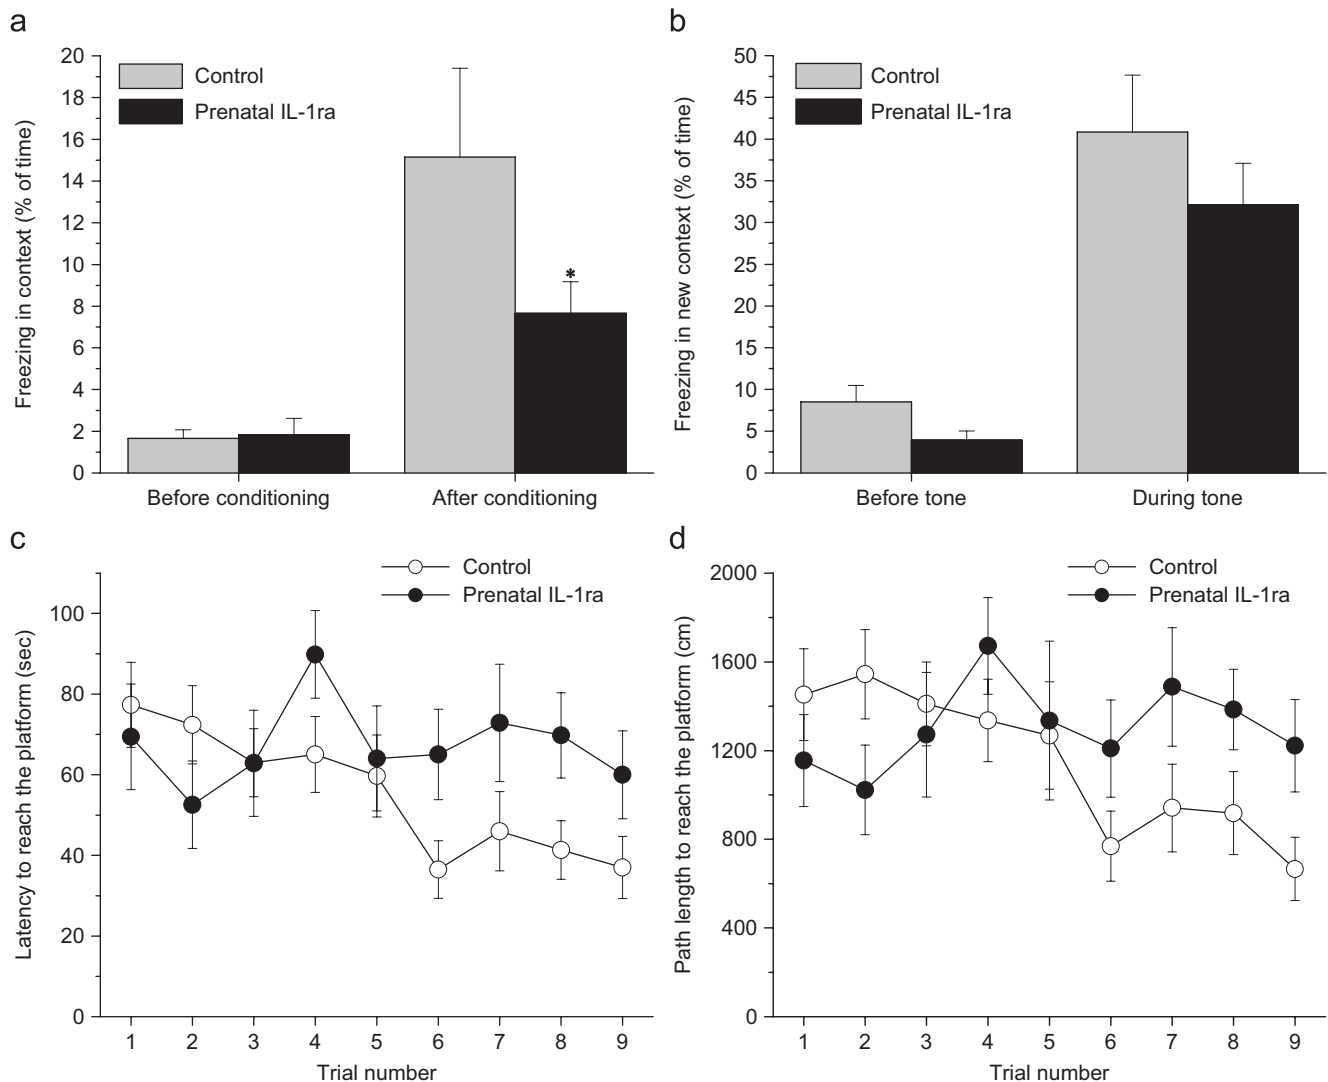 a
Freezing in context (% of time)
20
18
16
14
12
10
8
6
4
2
0
Control
Prenatal IL-1ra
*
Before conditioning
After conditioning
b
Freezing in new context (% of time)
50
45
40
35
30
25
20
15
10
5
0
Control
Prenatal IL-1ra
Before tone
During tone
c
Latency to reach the platform (sec)
100
80
60
40
20
0
Control
Prenatal IL-1ra
1 2 3 4 5 6 7 8 9
Trial number
d
Path length to reach the platform (cm)
2000
1600
1200
800
400
0
Control
Prenatal IL-1ra
1 2 3 4 5 6 7 8 9
Trial number